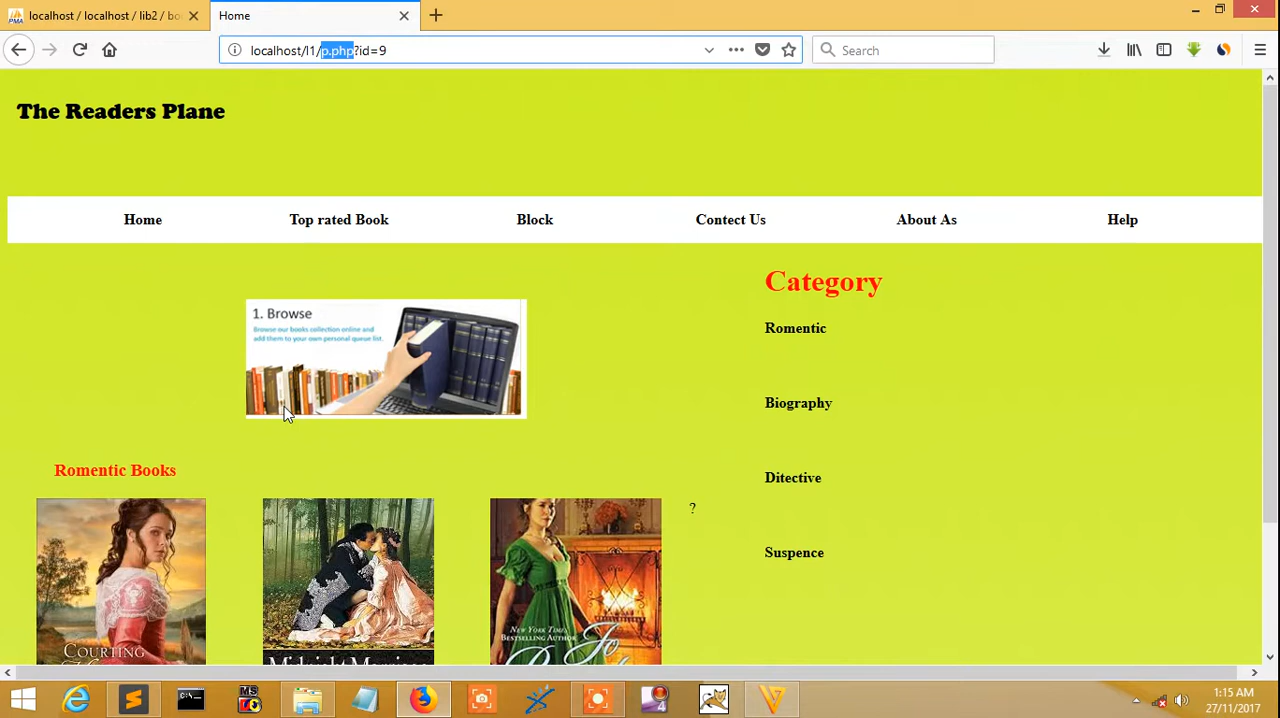 localhost / localhost / lib2 / bo
Home
localhost/l1/p.php?id=9
Search
The Readers Plane
Home
Top rated Book
Block
Contect Us
About As
Help
Category
1. Browse
Browse our books collection online and
add them to your own personal queue list.
Romentic
Biography
Ditective
Suspence
Romentic Books
?
COURTING
NEW YORK TIMES
BESTSELLING AUTHOR
1:15 AM
27/11/2017